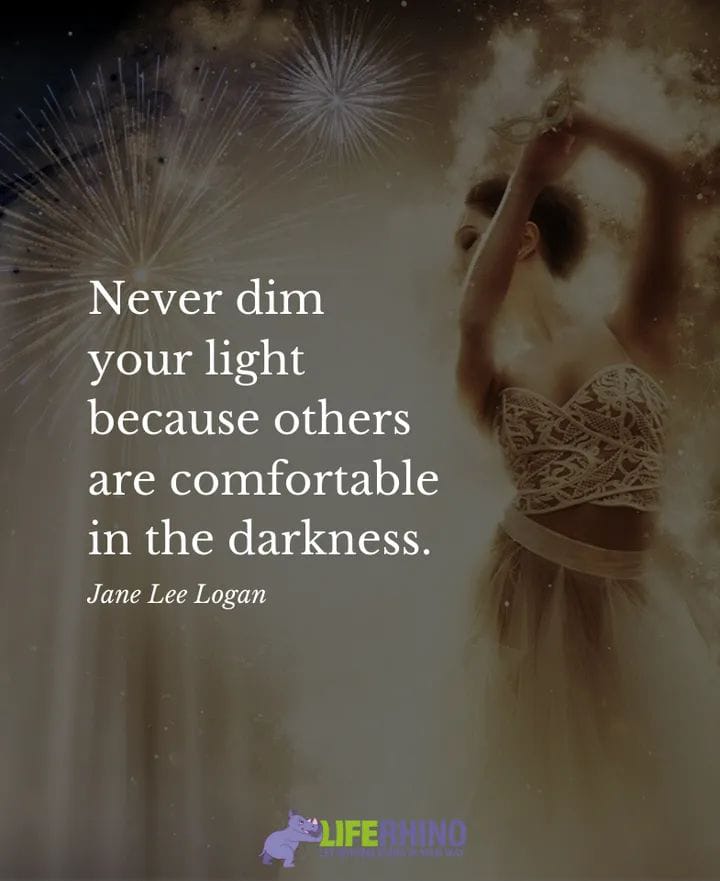 Never dim
your light
because others
are comfortable
in the darkness.
Jane Lee Logan
LIFERHINO